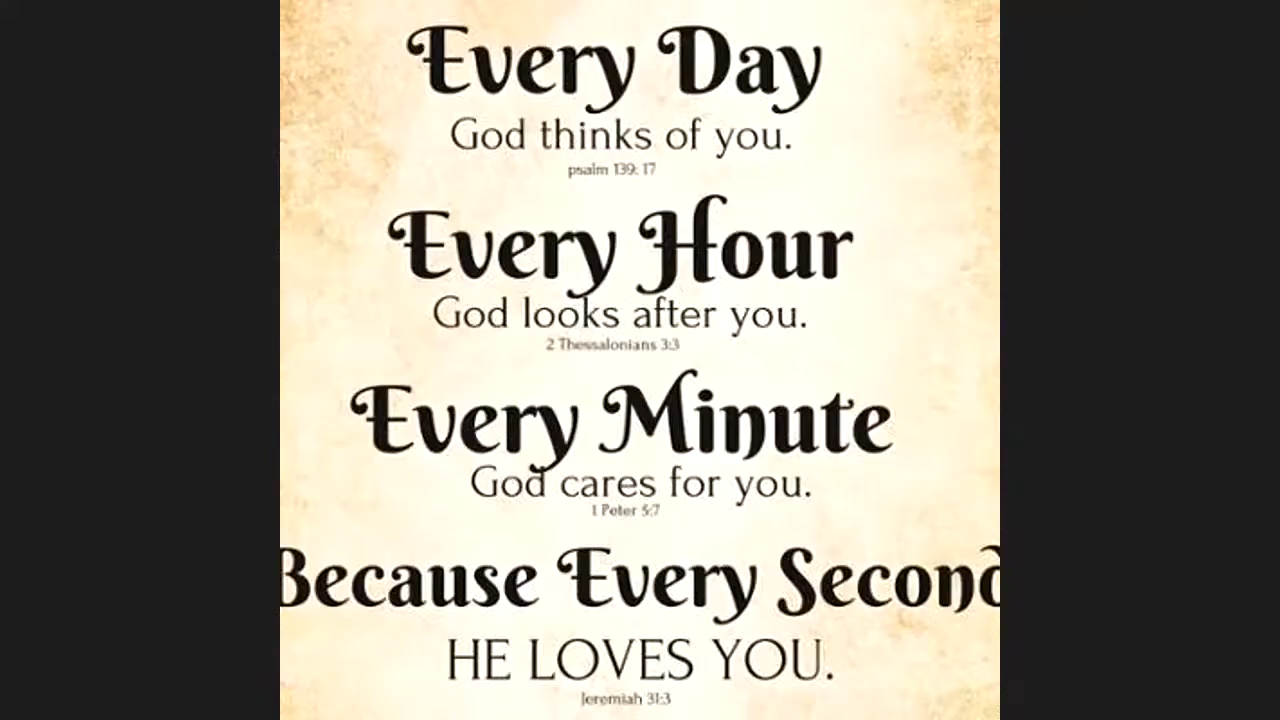 Every Day
God thinks of you.
psalm 139: 17
Every Hour
God looks after you.
2 Thessalonians 3:3
Every Minute
God cares for you.
1 Peter 5:7
Because Every Second
HE LOVES YOU.
Jeremiah 31:3